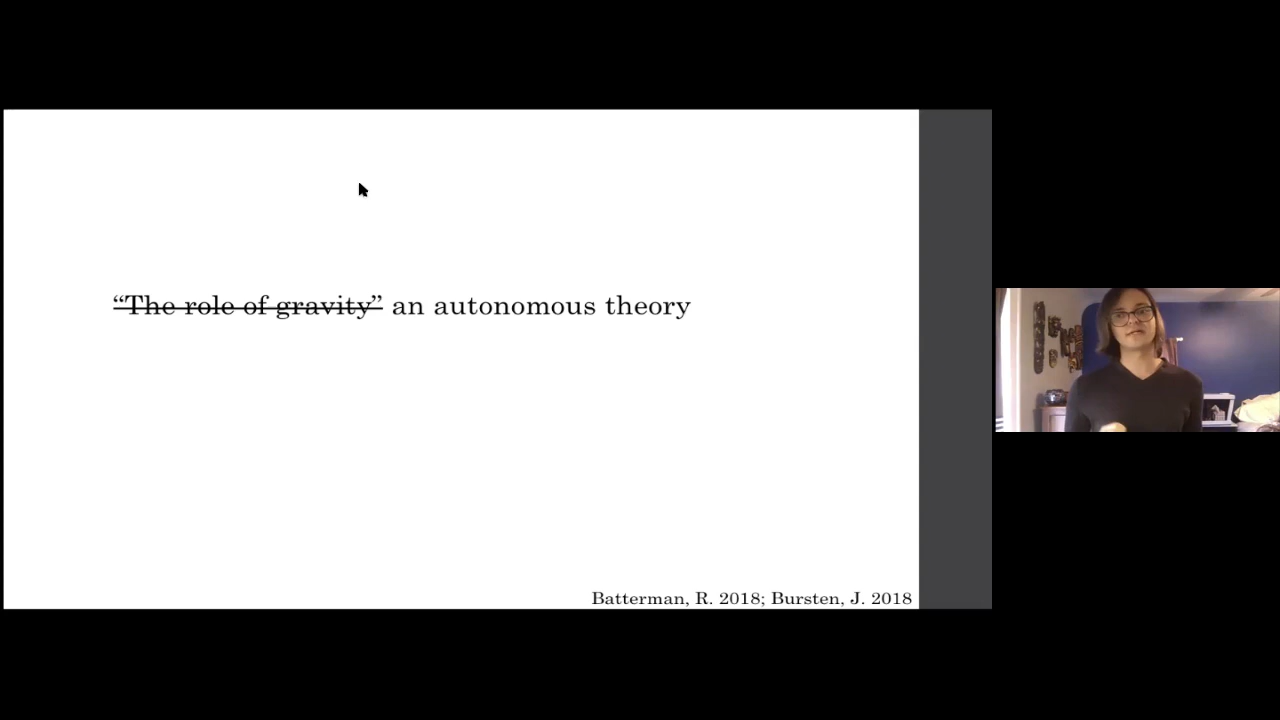 “The role of gravity” an autonomous theory
Batterman, R. 2018; Bursten, J. 2018